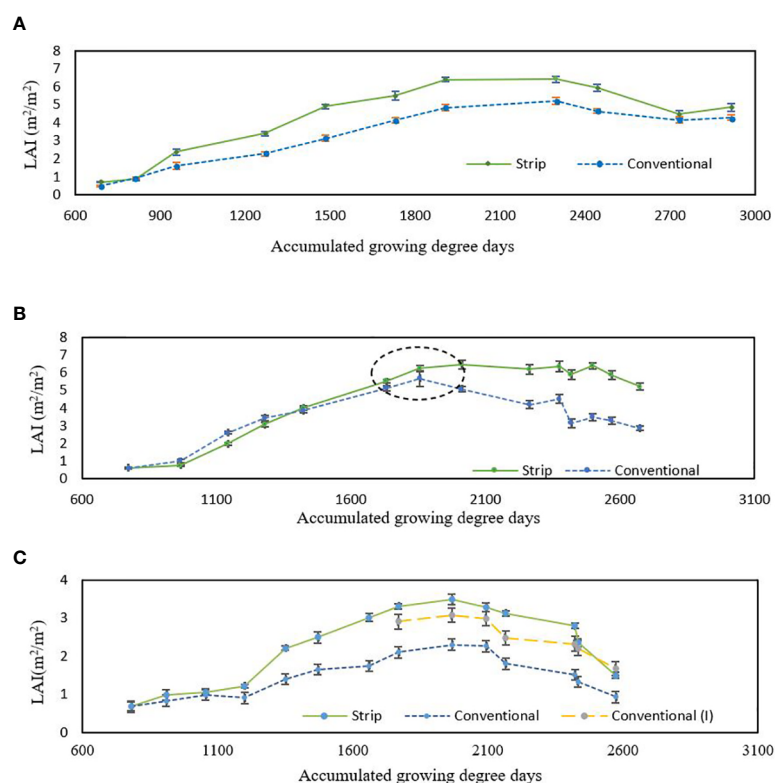 A
8
7
6
5
4
3
2
1
0
LAI (m²/m²)
Strip Conventional
600 900 1200 1500 1800 2100 2400 2700 3000
Accumulated growing degree days
B
8
7
6
5
4
3
2
1
0
LAI (m²/m²)
Strip Conventional
600 1100 1600 2100 2600 3100
Accumulated growing degree days
C
4
3
2
1
0
LAI(m²/m²)
Strip Conventional Conventional (I)
600 1100 1600 2100 2600 3100
Accumulated growing degree days